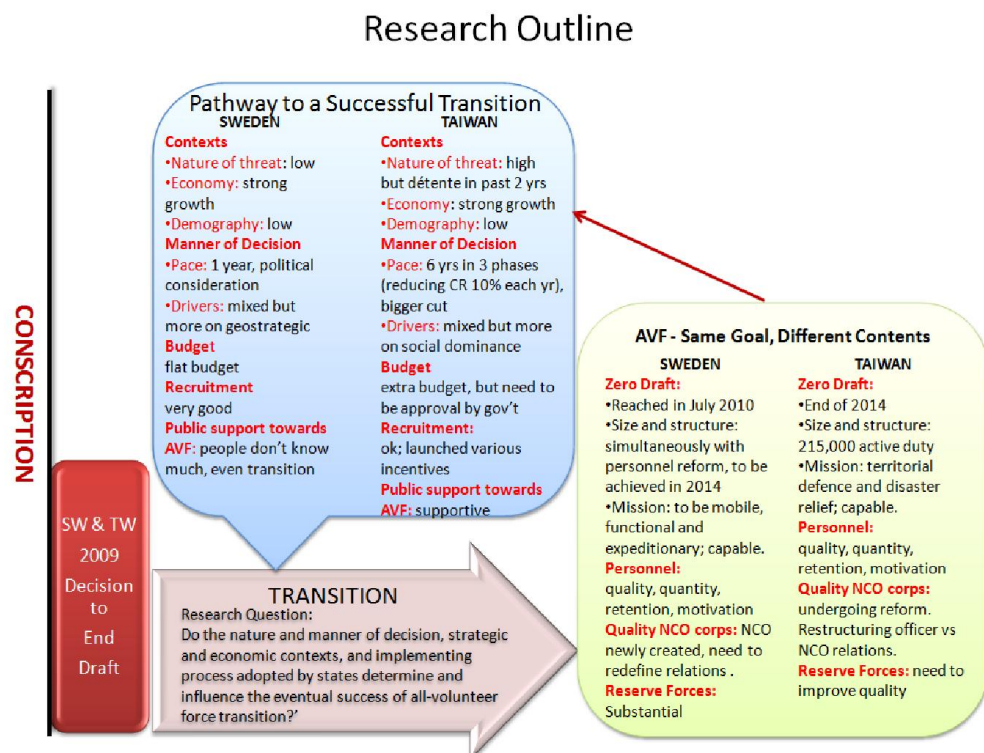 Research Outline
CONSCRIPTION
SW & TW
2009
Decision
to
End
Draft
Pathway to a Successful Transition
SWEDEN
Contexts
•Nature of threat: low
•Economy: strong
growth
•Demography: low
Manner of Decision
•Pace: 1 year, political
consideration
•Drivers: mixed but
more on geostrategic
Budget
flat budget
Recruitment
very good
Public support towards
AVF: people don't know
much, even transition
TAIWAN
Contexts
•Nature of threat: high
but détente in past 2 yrs
•Economy: strong growth
•Demography: low
Manner of Decision
•Pace: 6 yrs in 3 phases
(reducing CR 10% each yr),
bigger cut
•Drivers: mixed but more
on social dominance
Budget
extra budget, but need to
be approval by gov't
Recruitment:
ok; launched various
incentives
Public support towards
AVF: supportive
TRANSITION
Research Question:
Do the nature and manner of decision, strategic
and economic contexts, and implementing
process adopted by states determine and
influence the eventual success of all-volunteer
force transition?'
AVF - Same Goal, Different Contents
SWEDEN
Zero Draft:
•Reached in July 2010
•Size and structure:
simultaneously with
personnel reform, to be
achieved in 2014
•Mission: to be mobile,
functional and
expeditionary; capable.
Personnel:
quality, quantity,
retention, motivation
Quality NCO corps: NCO
newly created, need to
redefine relations .
Reserve Forces:
Substantial
TAIWAN
Zero Draft:
•End of 2014
•Size and structure:
215,000 active duty
•Mission: territorial
defence and disaster
relief; capable.
Personnel:
quality, quantity,
retention, motivation
Quality NCO corps:
undergoing reform.
Restructuring officer vs
NCO relations.
Reserve Forces: need to
improve quality